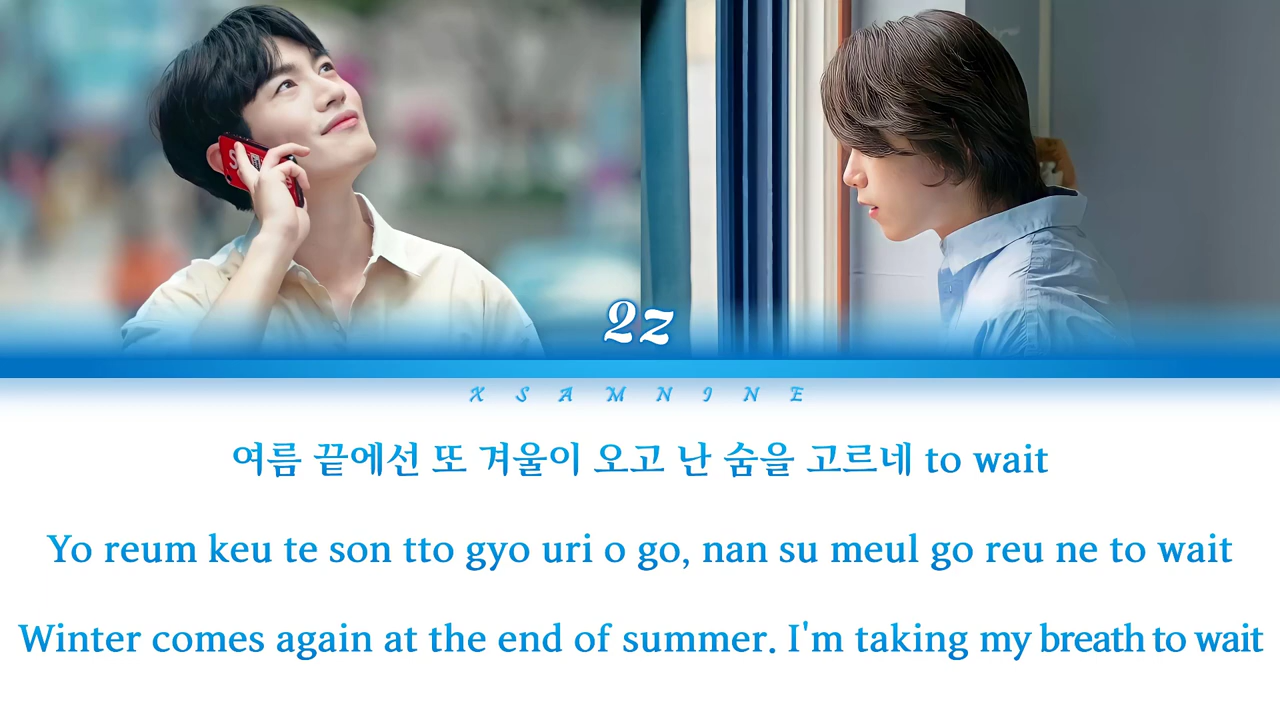 2z
X S A M N I N E
여름 끝에선 또 겨울이 오고 난 숨을 고르네 to wait
Yo reum keu te son tto gyo uri o go, nan su meul go reu ne to wait
Winter comes again at the end of summer. I'm taking my breath to wait